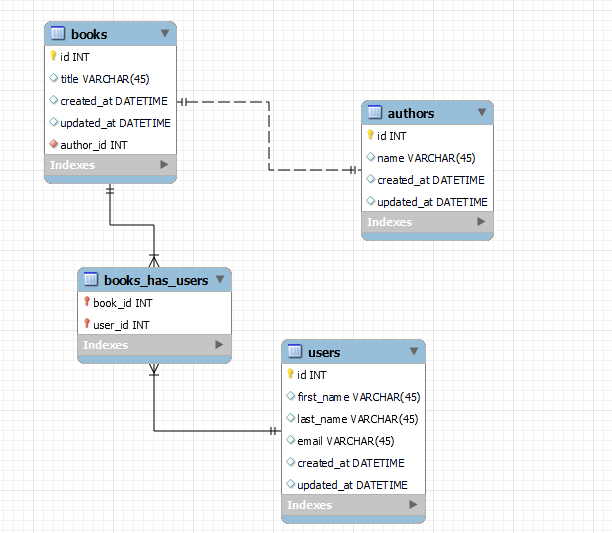 books
id INT
title VARCHAR(45)
created_at DATETIME
updated_at DATETIME
author_id INT
Indexes
authors
id INT
name VARCHAR(45)
created_at DATETIME
updated_at DATETIME
Indexes
books_has_users
book_id INT
user_id INT
Indexes
users
id INT
first_name VARCHAR(45)
last_name VARCHAR(45)
email VARCHAR(45)
created_at DATETIME
updated_at DATETIME
Indexes